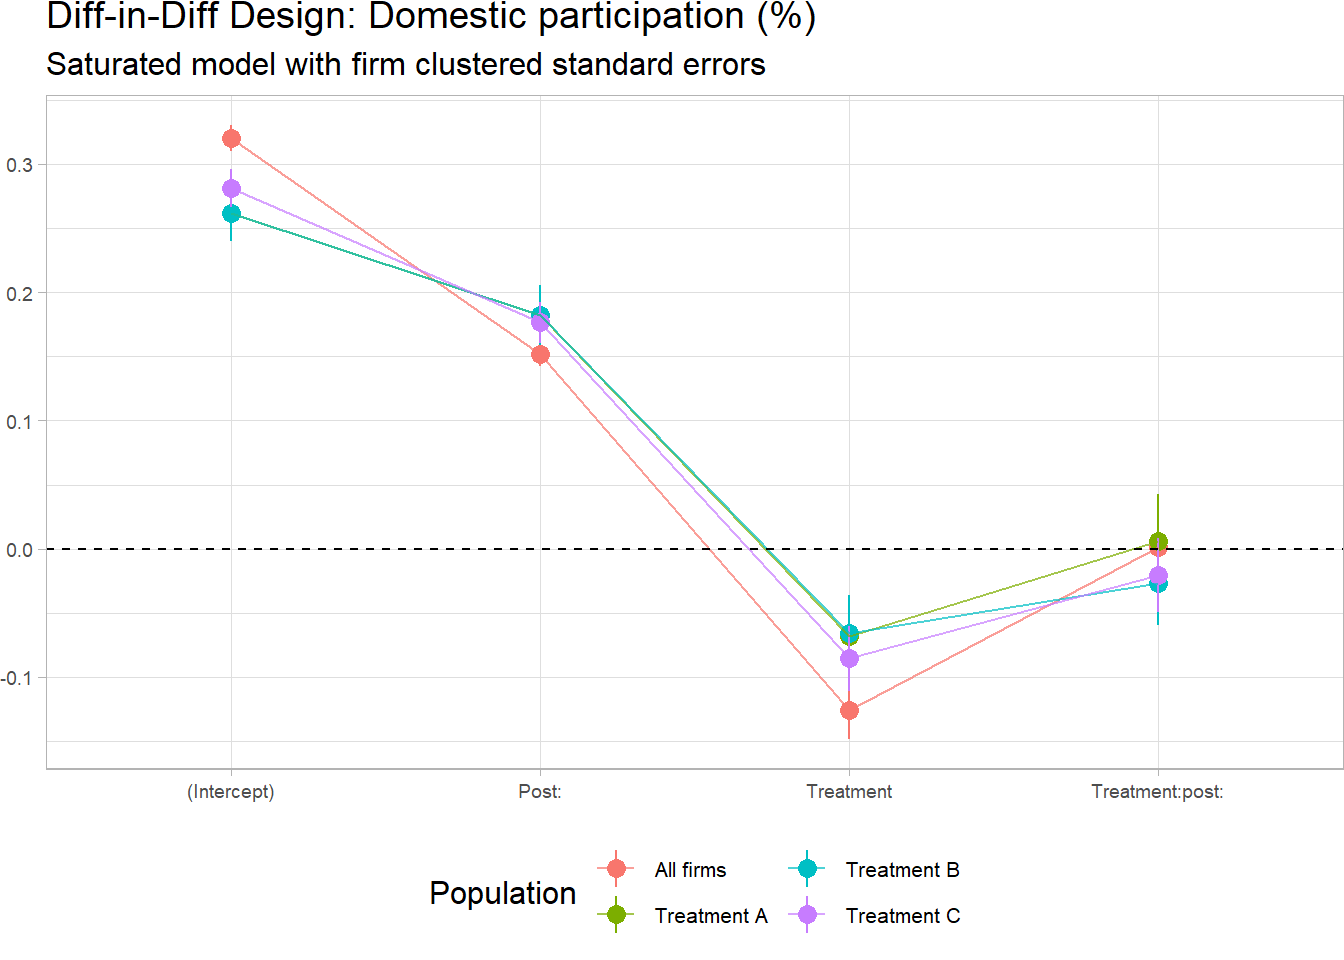 Diff-in-Diff Design: Domestic participation (%)
Saturated model with firm clustered standard errors
0.3
0.2
0.1
0.0
-0.1
(Intercept) Post: Treatment Treatment:post:
Population
All firms Treatment B
Treatment A Treatment C